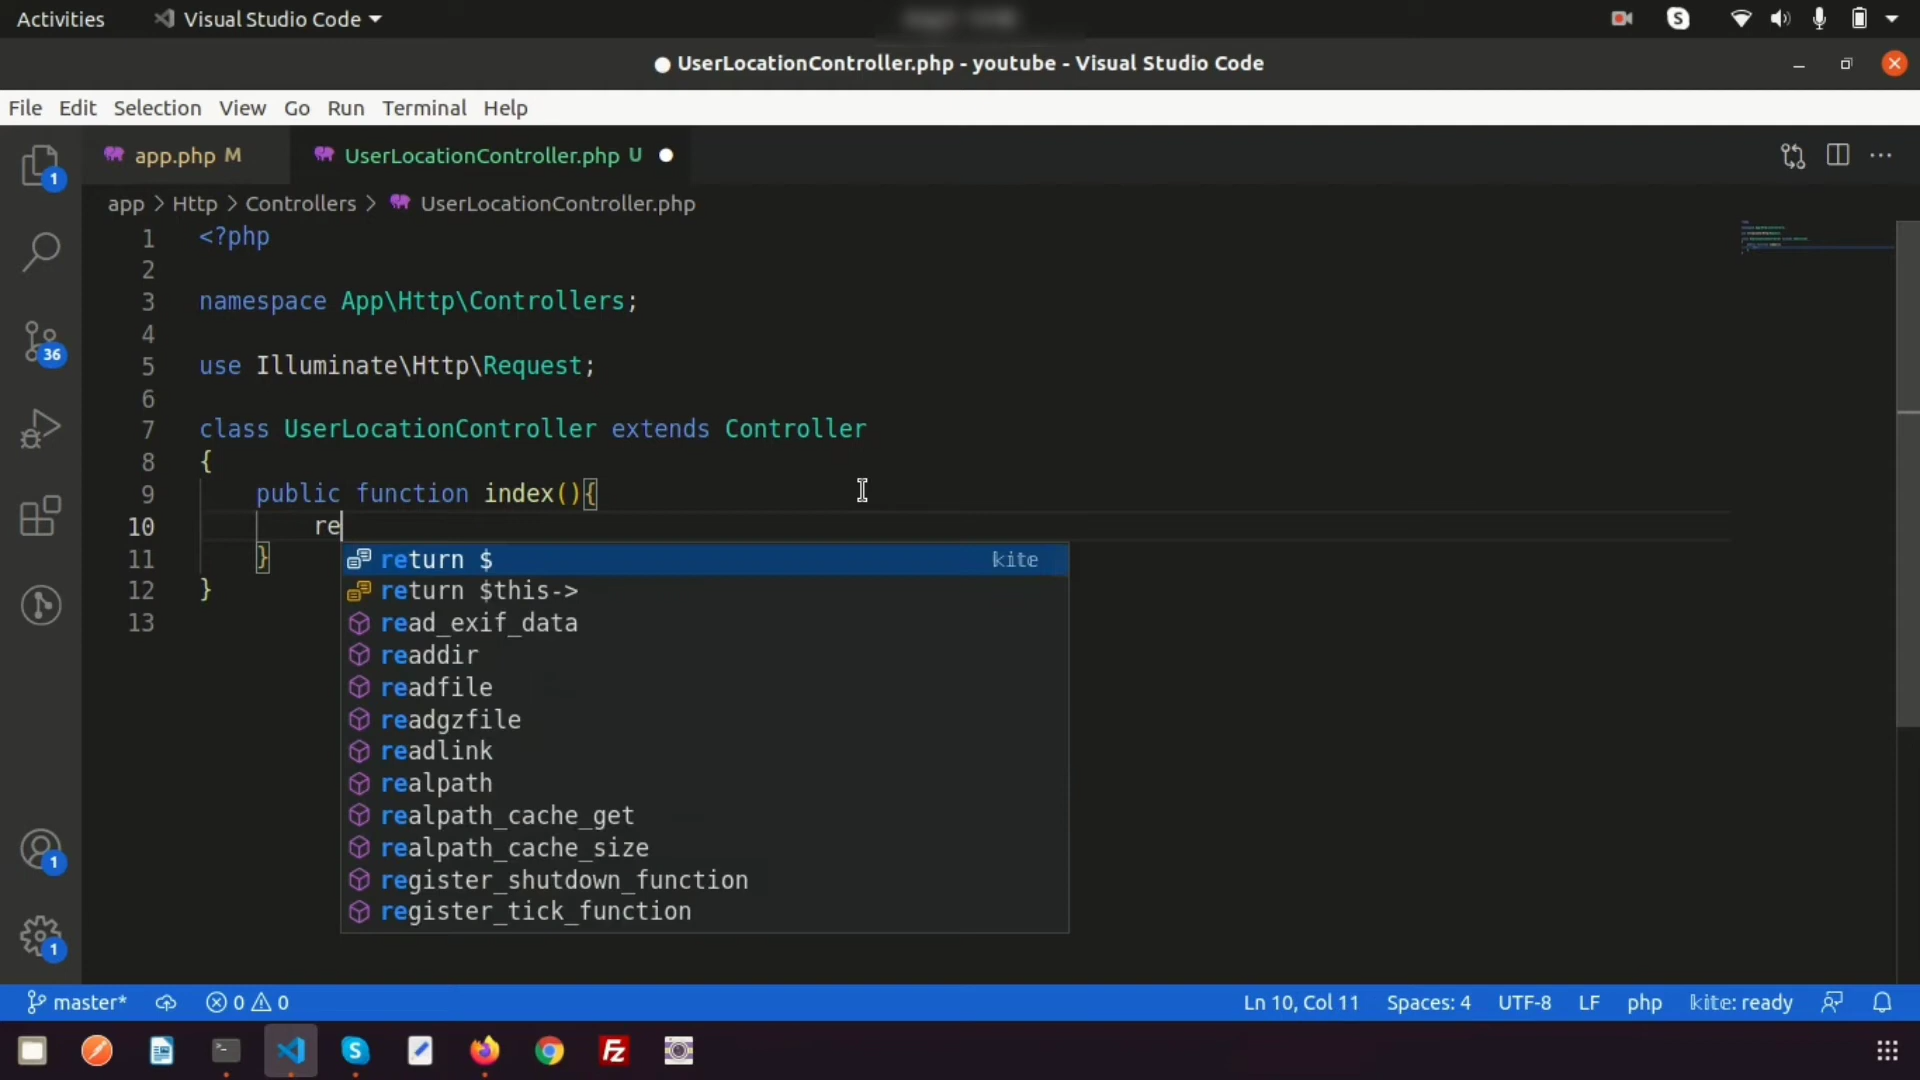 Activities Visual Studio Code
UserLocationController.php - youtube - Visual Studio Code
File Edit Selection View Go Run Terminal Help
app.php M UserLocationController.php U
app > Http > Controllers > UserLocationController.php
1 <?php
2
3 namespace App\Http\Controllers;
4
5 use Illuminate\Http\Request;
6
7 class UserLocationController extends Controller
8 {
9 public function index(){
10 re
11 }
12 }
13
return $ kite
return $this->
read_exif_data
readdir
readfile
readgzfile
readlink
realpath
realpath_cache_get
realpath_cache_size
register_shutdown_function
register_tick_function
1
36
1
1
master* 0 0 Ln 10, Col 11 Spaces: 4 UTF-8 LF php kite: ready